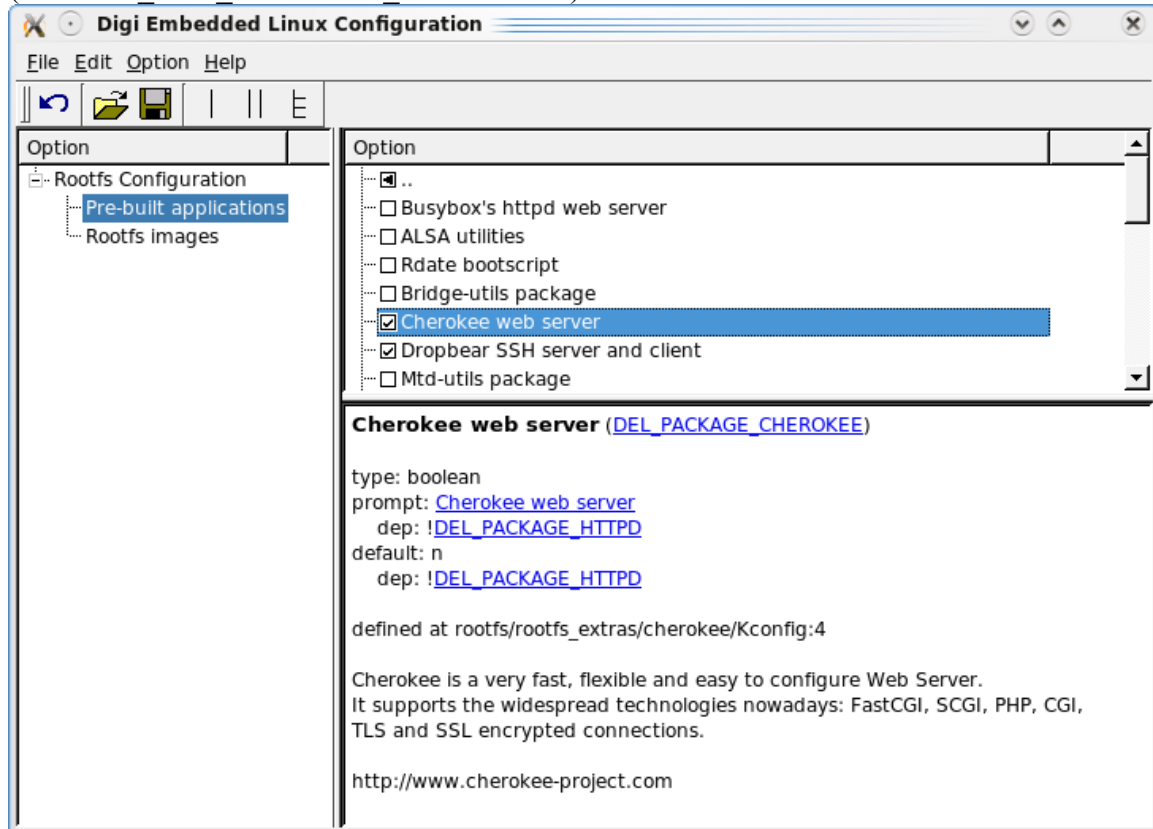 Digi Embedded Linux Configuration
File Edit Option Help
Option
Rootfs Configuration
Pre-built applications
Rootfs images
Option
..
Busybox's httpd web server
ALSA utilities
Rdate bootscript
Bridge-utils package
Cherokee web server
Dropbear SSH server and client
Mtd-utils package
Cherokee web server (DEL_PACKAGE_CHEROKEE)
type: boolean
prompt: Cherokee web server
dep: !DEL_PACKAGE_HTTPD
default: n
dep: !DEL_PACKAGE_HTTPD
defined at rootfs/rootfs_extras/cherokee/Kconfig:4
Cherokee is a very fast, flexible and easy to configure Web Server.
It supports the widespread technologies nowadays: FastCGI, SCGI, PHP, CGI,
TLS and SSL encrypted connections.
http://www.cherokee-project.com